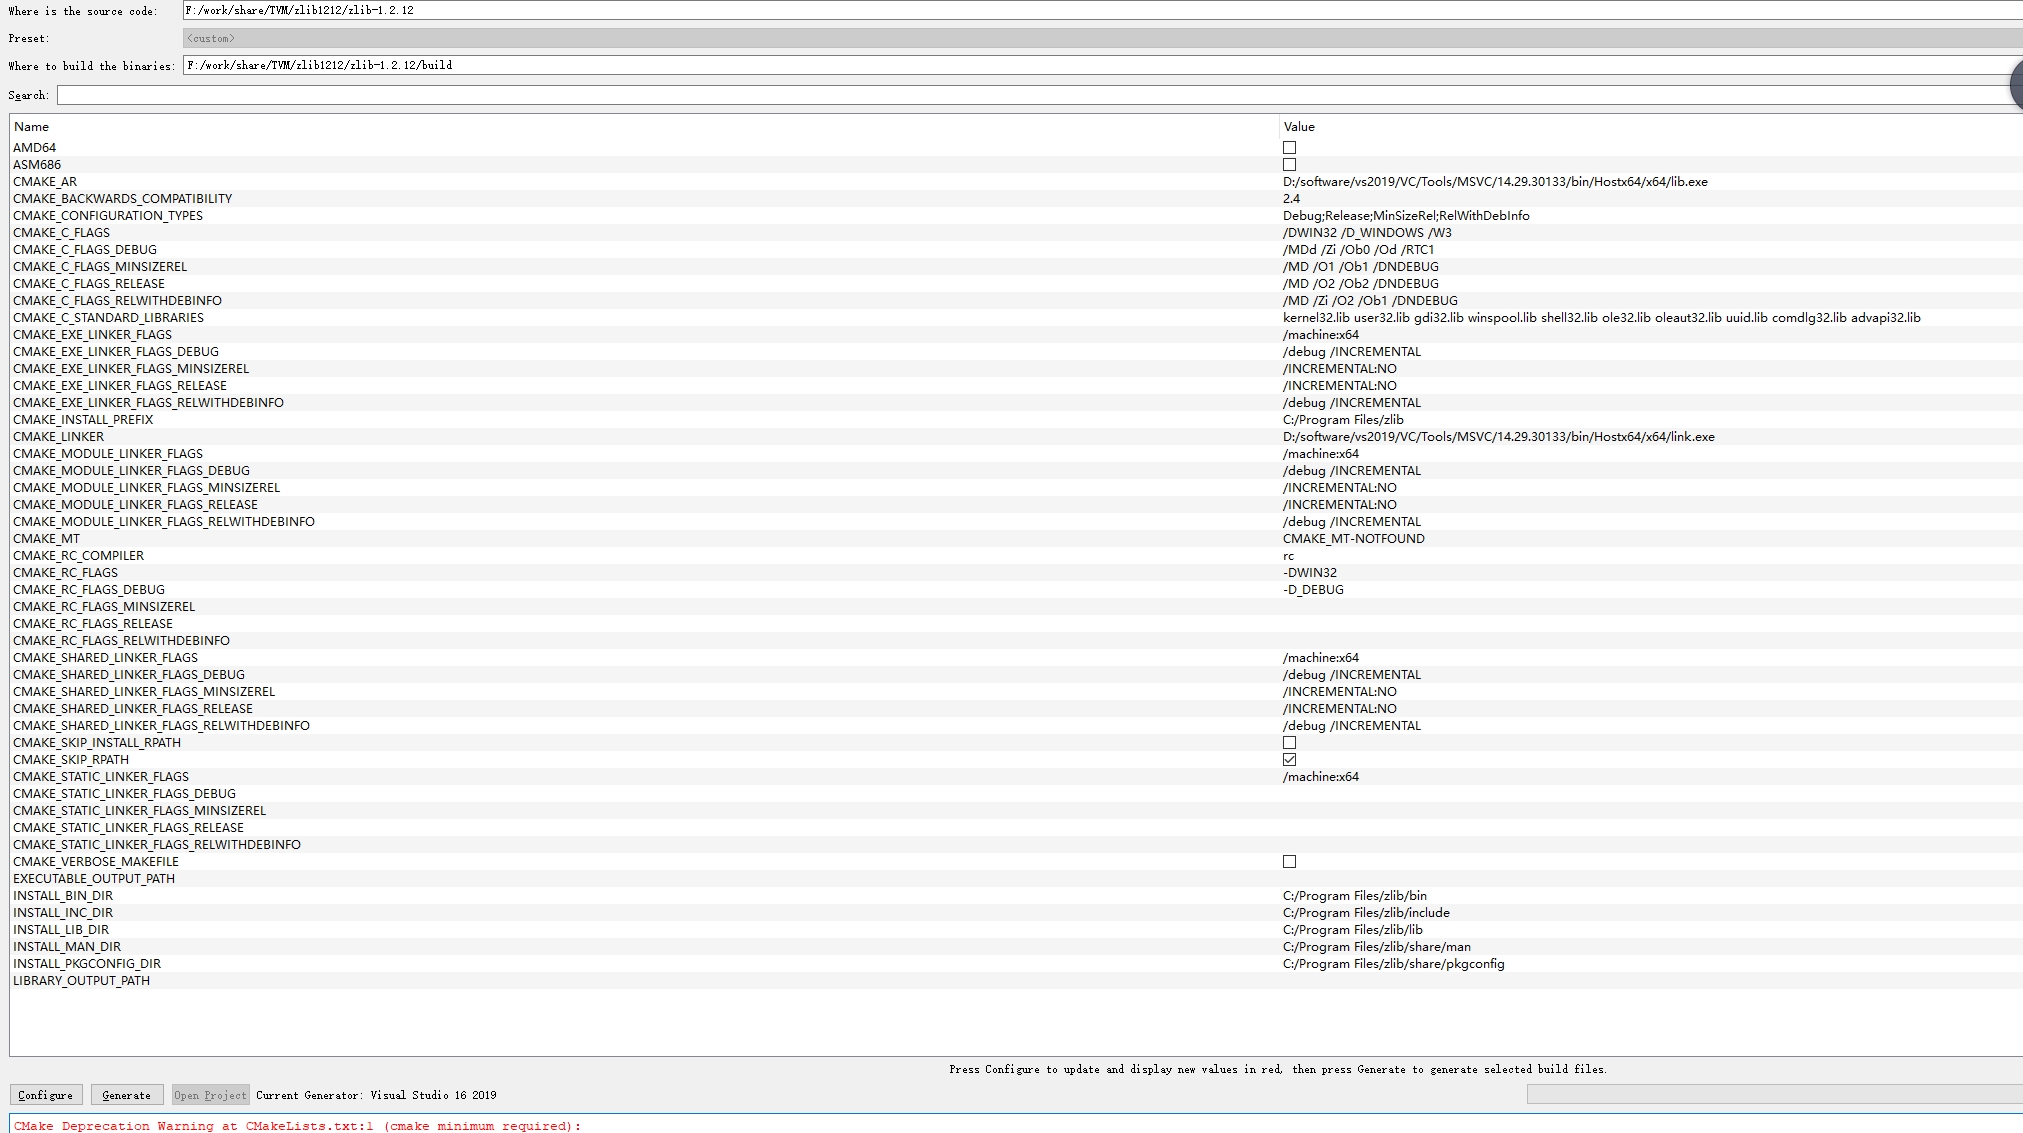 Where is the source code: F:/work/share/TVM/zlib1212/zlib-1.2.12
Preset: <custom>
Where to build the binaries: F:/work/share/TVM/zlib1212/zlib-1.2.12/build
Search:
Name Value
AMD64
ASM686
CMAKE_AR D:/software/vs2019/VC/Tools/MSVC/14.29.30133/bin/Hostx64/x64/lib.exe
CMAKE_BACKWARDS_COMPATIBILITY 2.4
CMAKE_CONFIGURATION_TYPES Debug;Release;MinSizeRel;RelWithDebInfo
CMAKE_C_FLAGS /DWIN32 /D_WINDOWS /W3
CMAKE_C_FLAGS_DEBUG /MDd /Zi /Ob0 /Od /RTC1
CMAKE_C_FLAGS_MINSIZEREL /MD /O1 /Ob1 /DNDEBUG
CMAKE_C_FLAGS_RELEASE /MD /O2 /Ob2 /DNDEBUG
CMAKE_C_FLAGS_RELWITHDEBINFO /MD /Zi /O2 /Ob1 /DNDEBUG
CMAKE_C_STANDARD_LIBRARIES kernel32.lib user32.lib gdi32.lib winspool.lib shell32.lib ole32.lib oleaut32.lib uuid.lib comdlg32.lib advapi32.lib
CMAKE_EXE_LINKER_FLAGS /machine:x64
CMAKE_EXE_LINKER_FLAGS_DEBUG /debug /INCREMENTAL
CMAKE_EXE_LINKER_FLAGS_MINSIZEREL /INCREMENTAL:NO
CMAKE_EXE_LINKER_FLAGS_RELEASE /INCREMENTAL:NO
CMAKE_EXE_LINKER_FLAGS_RELWITHDEBINFO /debug /INCREMENTAL
CMAKE_INSTALL_PREFIX C:/Program Files/zlib
CMAKE_LINKER D:/software/vs2019/VC/Tools/MSVC/14.29.30133/bin/Hostx64/x64/link.exe
CMAKE_MODULE_LINKER_FLAGS /machine:x64
CMAKE_MODULE_LINKER_FLAGS_DEBUG /debug /INCREMENTAL
CMAKE_MODULE_LINKER_FLAGS_MINSIZEREL /INCREMENTAL:NO
CMAKE_MODULE_LINKER_FLAGS_RELEASE /INCREMENTAL:NO
CMAKE_MODULE_LINKER_FLAGS_RELWITHDEBINFO /debug /INCREMENTAL
CMAKE_MT CMAKE_MT-NOTFOUND
CMAKE_RC_COMPILER rc
CMAKE_RC_FLAGS -DWIN32
CMAKE_RC_FLAGS_DEBUG -D_DEBUG
CMAKE_RC_FLAGS_MINSIZEREL
CMAKE_RC_FLAGS_RELEASE
CMAKE_RC_FLAGS_RELWITHDEBINFO
CMAKE_SHARED_LINKER_FLAGS /machine:x64
CMAKE_SHARED_LINKER_FLAGS_DEBUG /debug /INCREMENTAL
CMAKE_SHARED_LINKER_FLAGS_MINSIZEREL /INCREMENTAL:NO
CMAKE_SHARED_LINKER_FLAGS_RELEASE /INCREMENTAL:NO
CMAKE_SHARED_LINKER_FLAGS_RELWITHDEBINFO /debug /INCREMENTAL
CMAKE_SKIP_INSTALL_RPATH
CMAKE_SKIP_RPATH
CMAKE_STATIC_LINKER_FLAGS /machine:x64
CMAKE_STATIC_LINKER_FLAGS_DEBUG
CMAKE_STATIC_LINKER_FLAGS_MINSIZEREL
CMAKE_STATIC_LINKER_FLAGS_RELEASE
CMAKE_STATIC_LINKER_FLAGS_RELWITHDEBINFO
CMAKE_VERBOSE_MAKEFILE
EXECUTABLE_OUTPUT_PATH
INSTALL_BIN_DIR C:/Program Files/zlib/bin
INSTALL_INC_DIR C:/Program Files/zlib/include
INSTALL_LIB_DIR C:/Program Files/zlib/lib
INSTALL_MAN_DIR C:/Program Files/zlib/share/man
INSTALL_PKGCONFIG_DIR C:/Program Files/zlib/share/pkgconfig
LIBRARY_OUTPUT_PATH
Press Configure to update and display new values in red, then press Generate to generate selected build files.
Configure Generate Open Project Current Generator: Visual Studio 16 2019
CMake Deprecation Warning at CMakeLists.txt:1 (cmake_minimum_required):